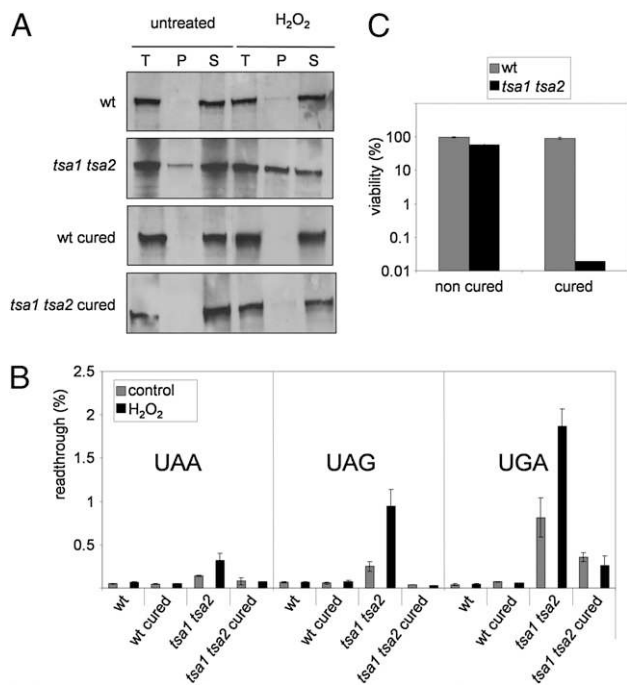 A
untreated H₂O₂
T P S T P S
wt
tsa1 tsa2
wt cured
tsa1 tsa2 cured
C
wt
tsa1 tsa2
viability (%)
100
10
1
0.1
0.01
non cured cured
B
readthrough (%)
2.5
2
1.5
1
0.5
0
control
H₂O₂
UAA UAG UGA
wt wt cured tsa1 tsa2 tsa1 tsa2 cured wt wt cured tsa1 tsa2 tsa1 tsa2 cured wt wt cured tsa1 tsa2 tsa1 tsa2 cured